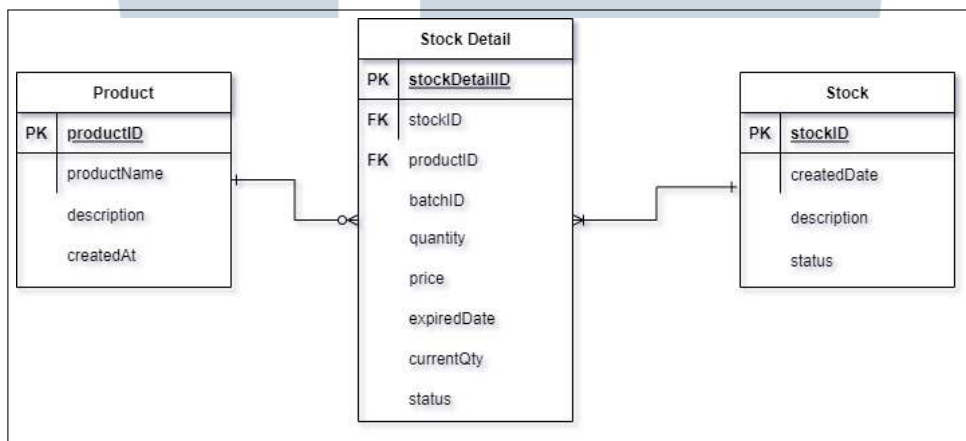 Product
PK productID
productName
description
createdAt
Stock Detail
PK stockDetailID
FK stockID
FK productID
batchID
quantity
price
expiredDate
currentQty
status
Stock
PK stockID
createdDate
description
status